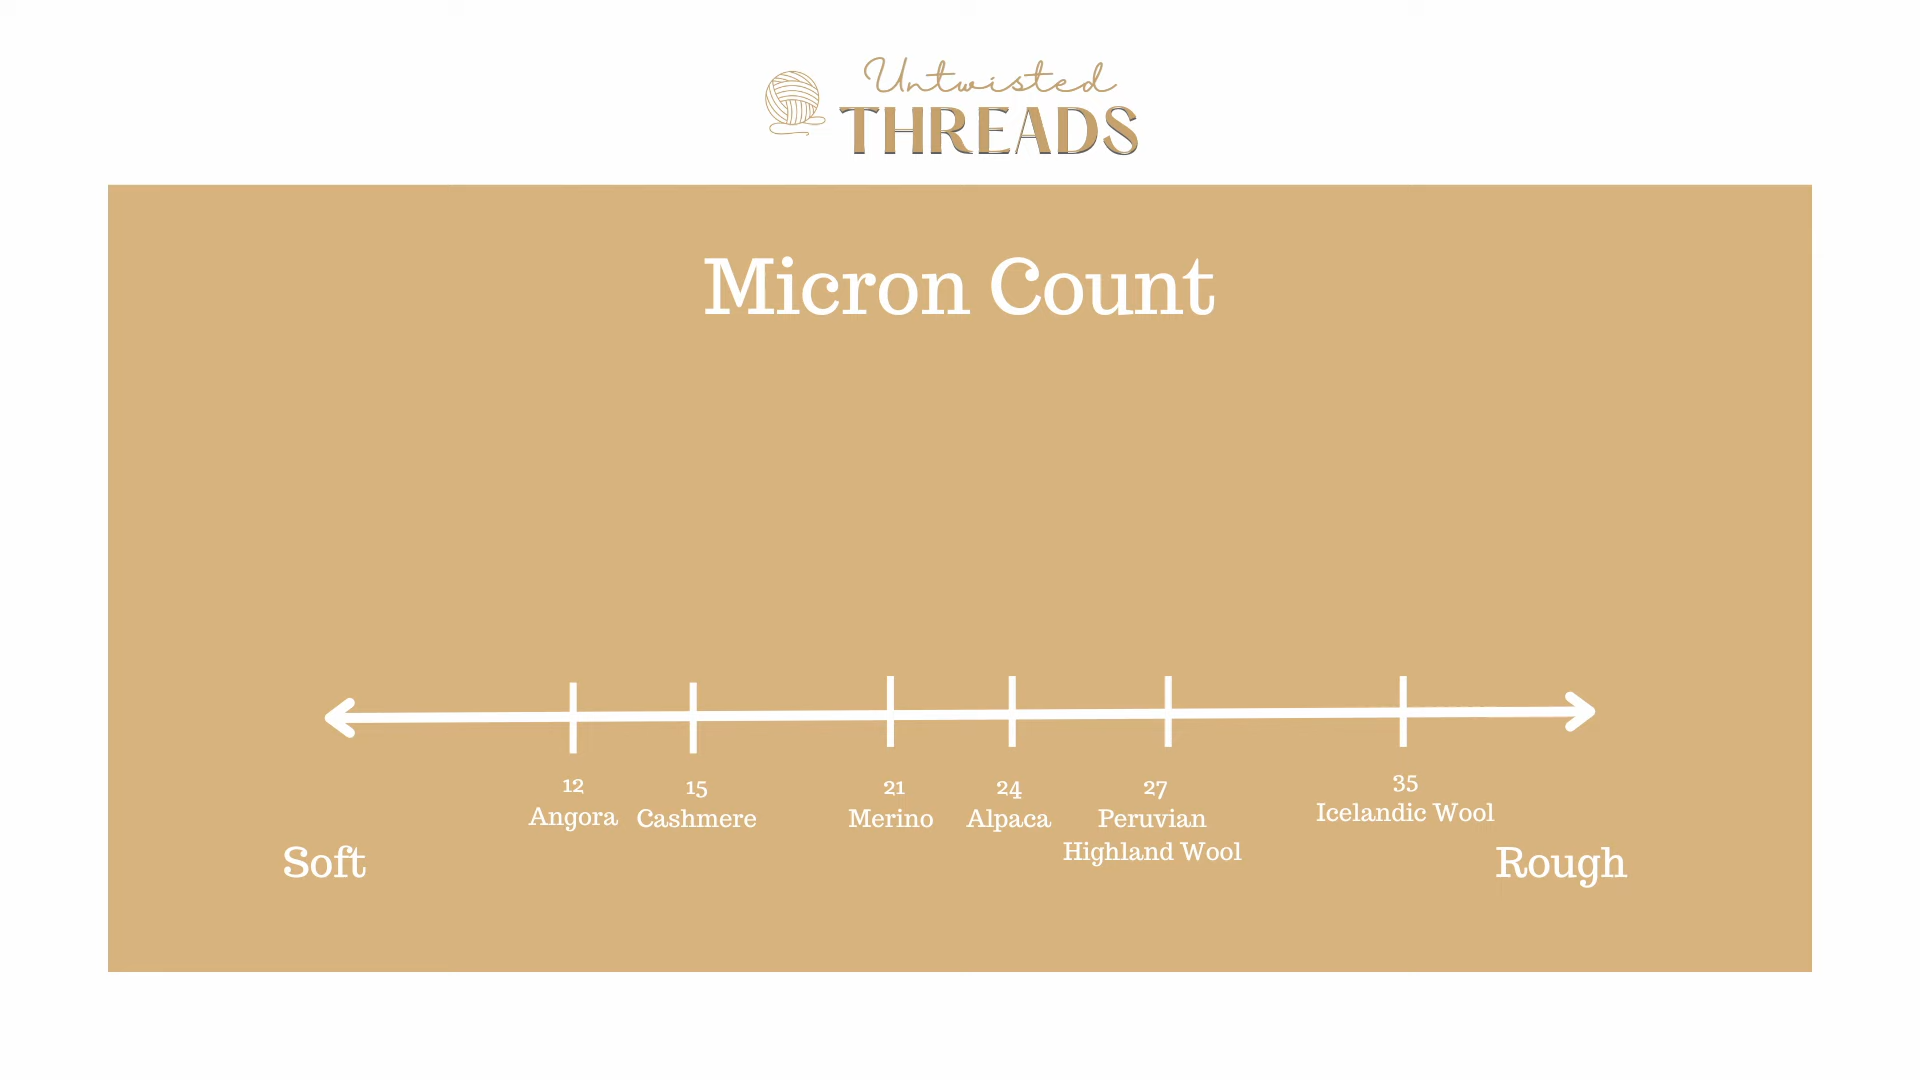 Untwisted
THREADS
Micron Count
12
Angora
15
Cashmere
21
Merino
24
Alpaca
27
Peruvian
Highland Wool
35
Icelandic Wool
Soft
Rough